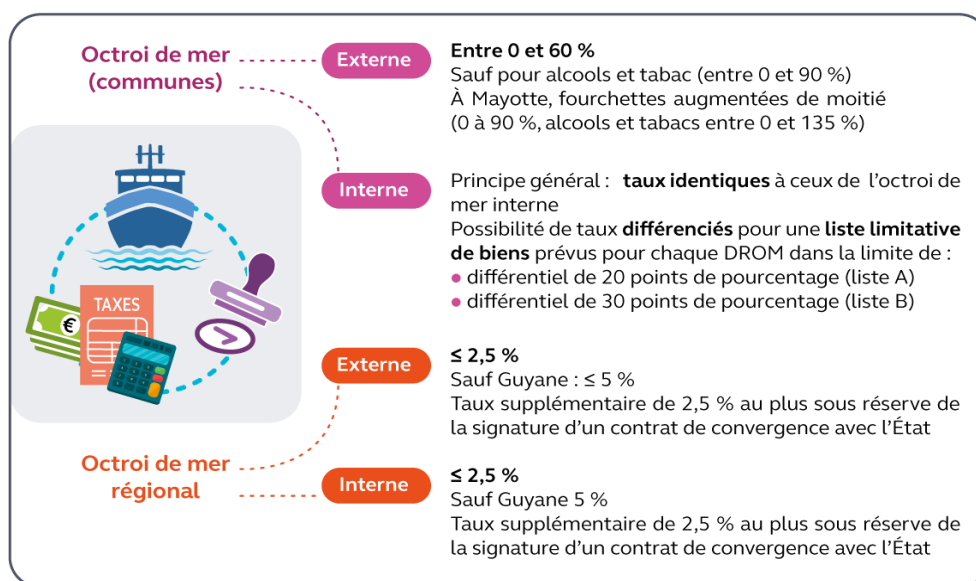 Octroi de mer
(communes)
Externe
Entre 0 et 60 %
Sauf pour alcools et tabac (entre 0 et 90 %)
À Mayotte, fourchettes augmentées de moitié
(0 à 90 %, alcools et tabacs entre 0 et 135 %)
Interne
Principe général : taux identiques à ceux de l’octroi de
mer interne
Possibilité de taux différenciés pour une liste limitative
de biens prévus pour chaque DROM dans la limite de :
• différentiel de 20 points de pourcentage (liste A)
• différentiel de 30 points de pourcentage (liste B)
TAXES
€
Externe
≤ 2,5 %
Sauf Guyane : ≤ 5 %
Taux supplémentaire de 2,5 % au plus sous réserve de
la signature d’un contrat de convergence avec l’État
Octroi de mer
régional
Interne
≤ 2,5 %
Sauf Guyane 5 %
Taux supplémentaire de 2,5 % au plus sous réserve de
la signature d’un contrat de convergence avec l’État